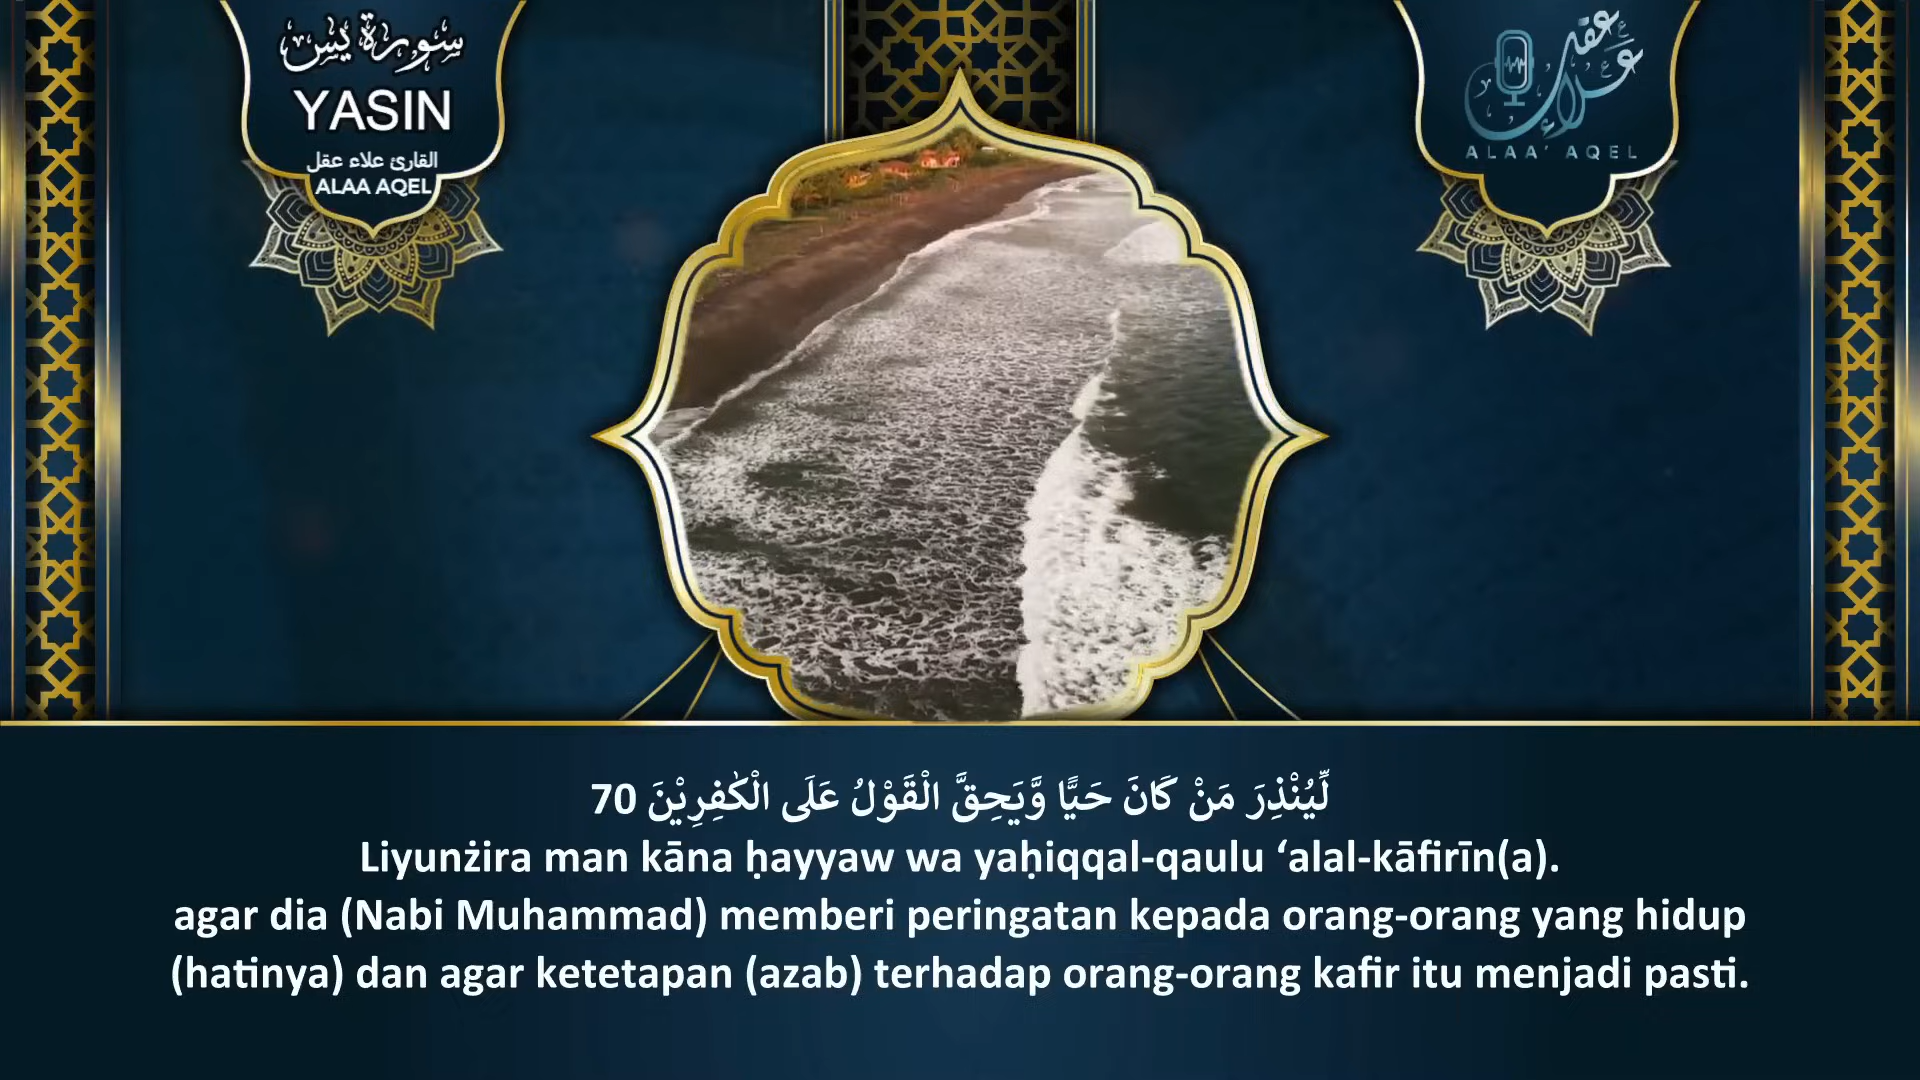 سورة يس
YASIN
القارئ علاء عقل
ALAA AQEL
علاء عقل
ALAA' AQEL
لِّيُنْذِرَ مَنْ كَانَ حَيًّا وَّيَحِقَّ الْقَوْلُ عَلَى الْكٰفِرِيْنَ 70
Liyunżira man kāna ḥayyaw wa yaḥiqqal-qaulu ‘alal-kāfirīn(a).
agar dia (Nabi Muhammad) memberi peringatan kepada orang-orang yang hidup
(hatinya) dan agar ketetapan (azab) terhadap orang-orang kafir itu menjadi pasti.